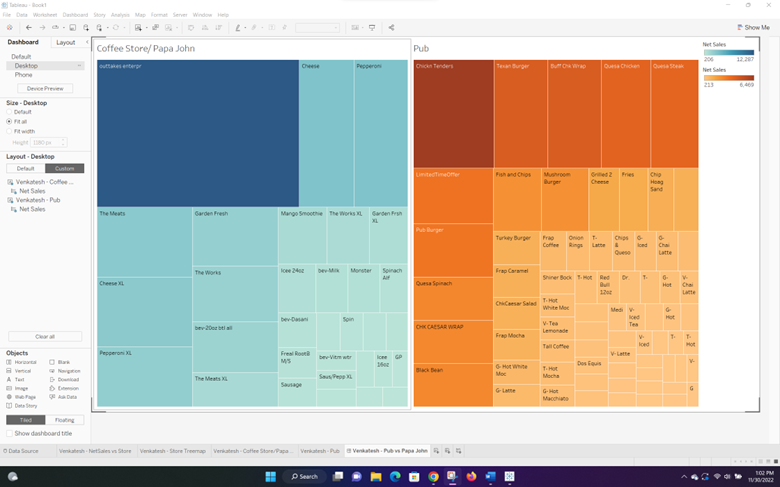 Tableau - Book1
File Data Worksheet Dashboard Story Analysis Map Format Server Window Help
Show Me
Dashboard Layout
Default
Desktop
Phone
Device Preview
Size - Desktop
Default
Fit all
Fit width
Height
Layout - Desktop
Default Custom
Venkatesh - Coffee ...
Net Sales
Venkatesh - Pub
Net Sales
Clear all
Objects
Horizontal Blank
Vertical Navigation
Text Download
Image Extension
Web Page Ask Data
Data Story
Tiled Floating
Show dashboard title
Coffee Store/ Papa John
outtakes enterpr
Cheese
Pepperoni
The Meats
Garden Fresh
Mango Smoothie
The Works XL
Garden Frsh
XL
Cheese XL
The Works
Icee 24oz
bev-Milk
Monster
Spinach
Alf
bev-20oz btl all
bev-Dasani
Spin
Pepperoni XL
The Meats XL
Freal RootB
M/S
bev-Vitm wtr
Icee
16oz
GP
Sausage
Saus/Pepp XL
Pub
Chickn Tenders
Texan Burger
Buff Chk Wrap
Quesa Chicken
Quesa Steak
LimitedTimeOffer
Fish and Chips
Mushroom
Burger
Grilled 2
Cheese
Fries
Chip
Hoag
Sand
Pub Burger
Turkey Burger
Frap
Coffee
Onion
Rings
T-
Latte
Chips
& Queso
G-
Iced
G-
Chai
Latte
Frap Caramel
Quesa Spinach
Shiner Bock
T- Hot
Red
Bull
12oz
Dr.
T-
G-
Hot
V-
Chai
Latte
ChkCaesar Salad
T- Hot
White Moc
Medi
V-
Iced
Tea
G-
Hot
CHK CAESAR WRAP
V- Tea
Lemonade
Frap Mocha
Tall Coffee
V-
Iced
T-
T-
Hot
V- Latte
Black Bean
G- Hot White
Moc
T- Hot
Mocha
Dos Equis
V-
G- Latte
G- Hot
Macchiato
G
Net Sales
206 12,287
Net Sales
213 6,469
Data Source Venkatesh - NetSales vs Store Venkatesh - Store Treemap Venkatesh - Coffee Store/Papa... Venkatesh - Pub Venkatesh - Pub vs Papa John
Search
1:02 PM
11/30/2022